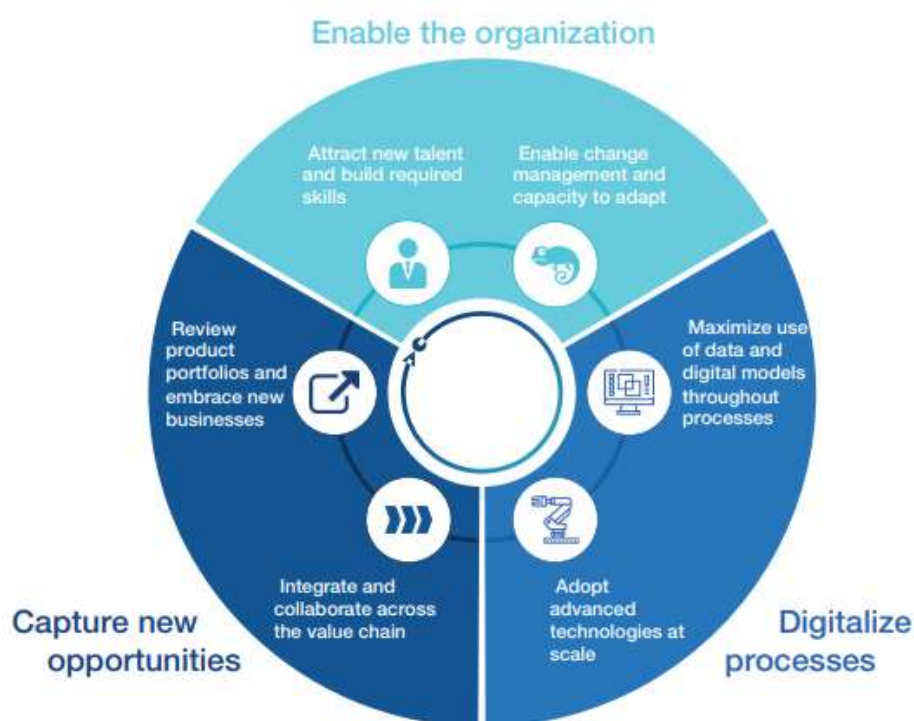 Enable the organization
Attract new talent
and build required
skills
Enable change
management and
capacity to adapt
Review
product
portfolios and
embrace new
businesses
Maximize use
of data and
digital models
throughout
processes
Integrate and
collaborate across
the value chain
Adopt
advanced
technologies at
scale
Capture new
opportunities
Digitalize
processes